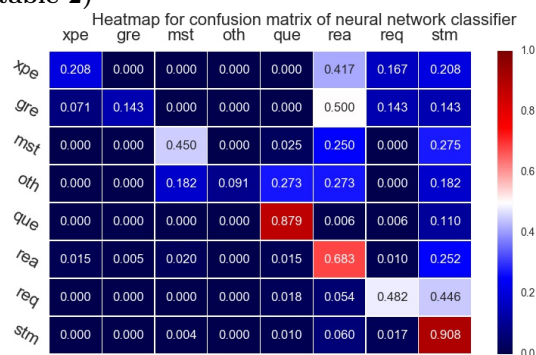 table 2)
Heatmap for confusion matrix of neural network classifier
xpe gre mst oth que rea req stm
xpe 0.208 0.000 0.000 0.000 0.000 0.417 0.167 0.208
gre 0.071 0.143 0.000 0.000 0.000 0.500 0.143 0.143
mst 0.000 0.000 0.450 0.000 0.025 0.250 0.000 0.275
oth 0.000 0.000 0.182 0.091 0.273 0.273 0.000 0.182
que 0.000 0.000 0.000 0.000 0.879 0.006 0.006 0.110
rea 0.015 0.005 0.020 0.000 0.015 0.683 0.010 0.252
req 0.000 0.000 0.000 0.000 0.018 0.054 0.482 0.446
stm 0.000 0.000 0.004 0.000 0.010 0.060 0.017 0.908
1.0
0.8
0.6
0.4
0.2
0.0